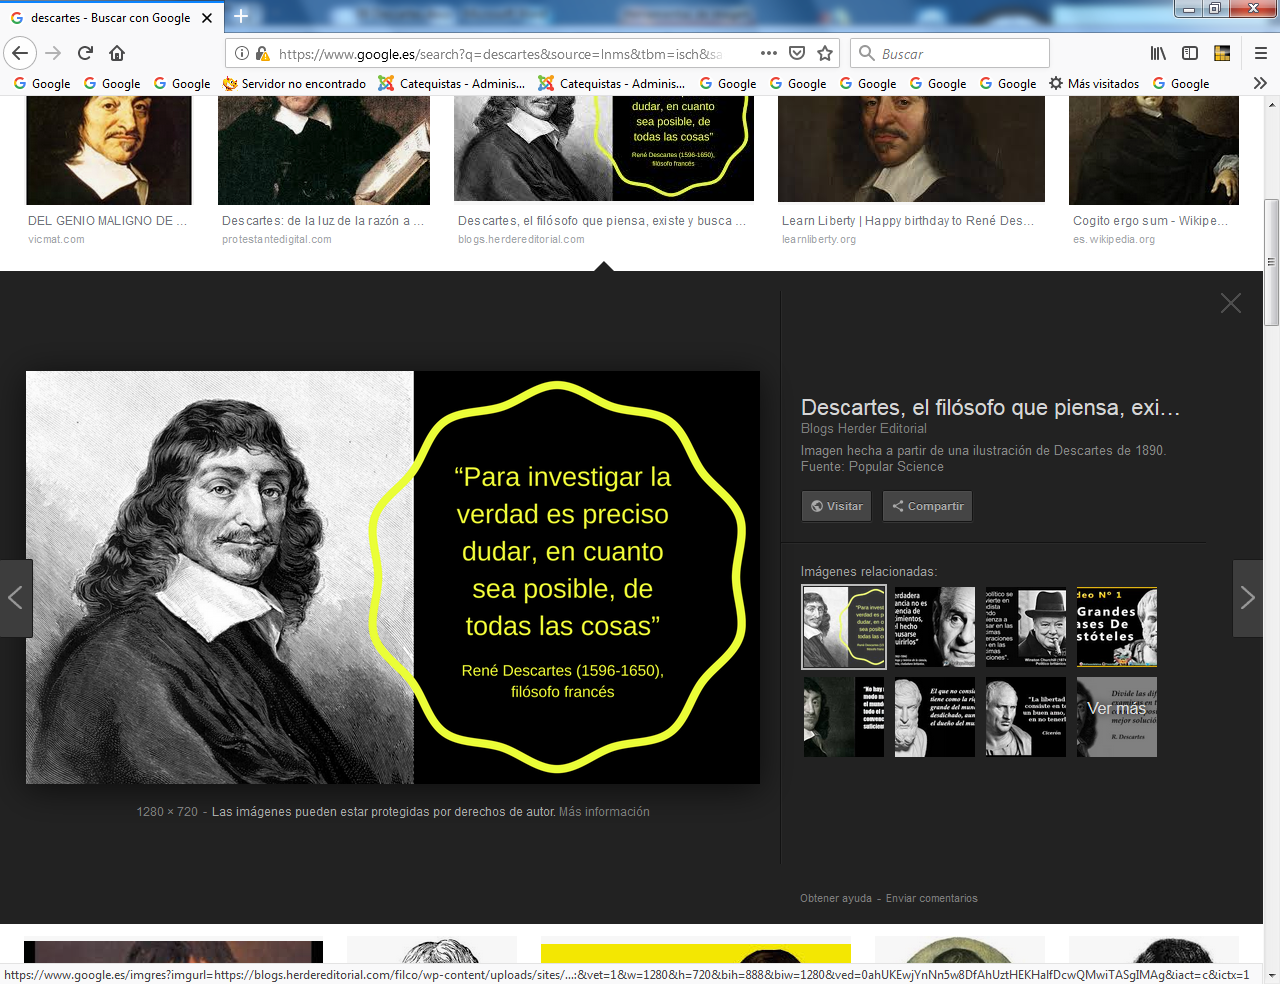 descartes - Buscar con Google
https://www.google.es/search?q=descartes&source=lnms&tbm=isch&sa
Buscar
Google
Google
Google
Servidor no encontrado
Catequistas - Adminis...
Catequistas - Adminis...
Google
Google
Google
Google
Google
Más visitados
Google
dudar, en cuanto
sea posible, de
todas las cosas”
René Descartes (1596-1650),
filósofo francés
DEL GENIO MALIGNO DE ...
vicmat.com
Descartes: de la luz de la razón a ...
protestantedigital.com
Descartes, el filósofo que piensa, existe y busca ...
blogs.herdereditorial.com
Learn Liberty | Happy birthday to René Des...
learnliberty.org
Cogito ergo sum - Wikipe...
es.wikipedia.org
“Para investigar la
verdad es preciso
dudar, en cuanto
sea posible, de
todas las cosas”
René Descartes (1596-1650),
filósofo francés
1280 × 720 - Las imágenes pueden estar protegidas por derechos de autor. Más información
Descartes, el filósofo que piensa, exi...
Blogs Herder Editorial
Imagen hecha a partir de una ilustración de Descartes de 1890.
Fuente: Popular Science
Visitar
Compartir
Imágenes relacionadas:
Ver más
Obtener ayuda - Enviar comentarios
https://www.google.es/imgres?imgurl=https://blogs.herdereditorial.com/filco/wp-content/uploads/sites/...:&vet=1&w=1280&h=720&bih=888&biw=1280&ved=0ahUKEwjYnNn5w8DfAhUztHEKHalfDcwQMwiTASgIMAg&iact=c&ictx=1